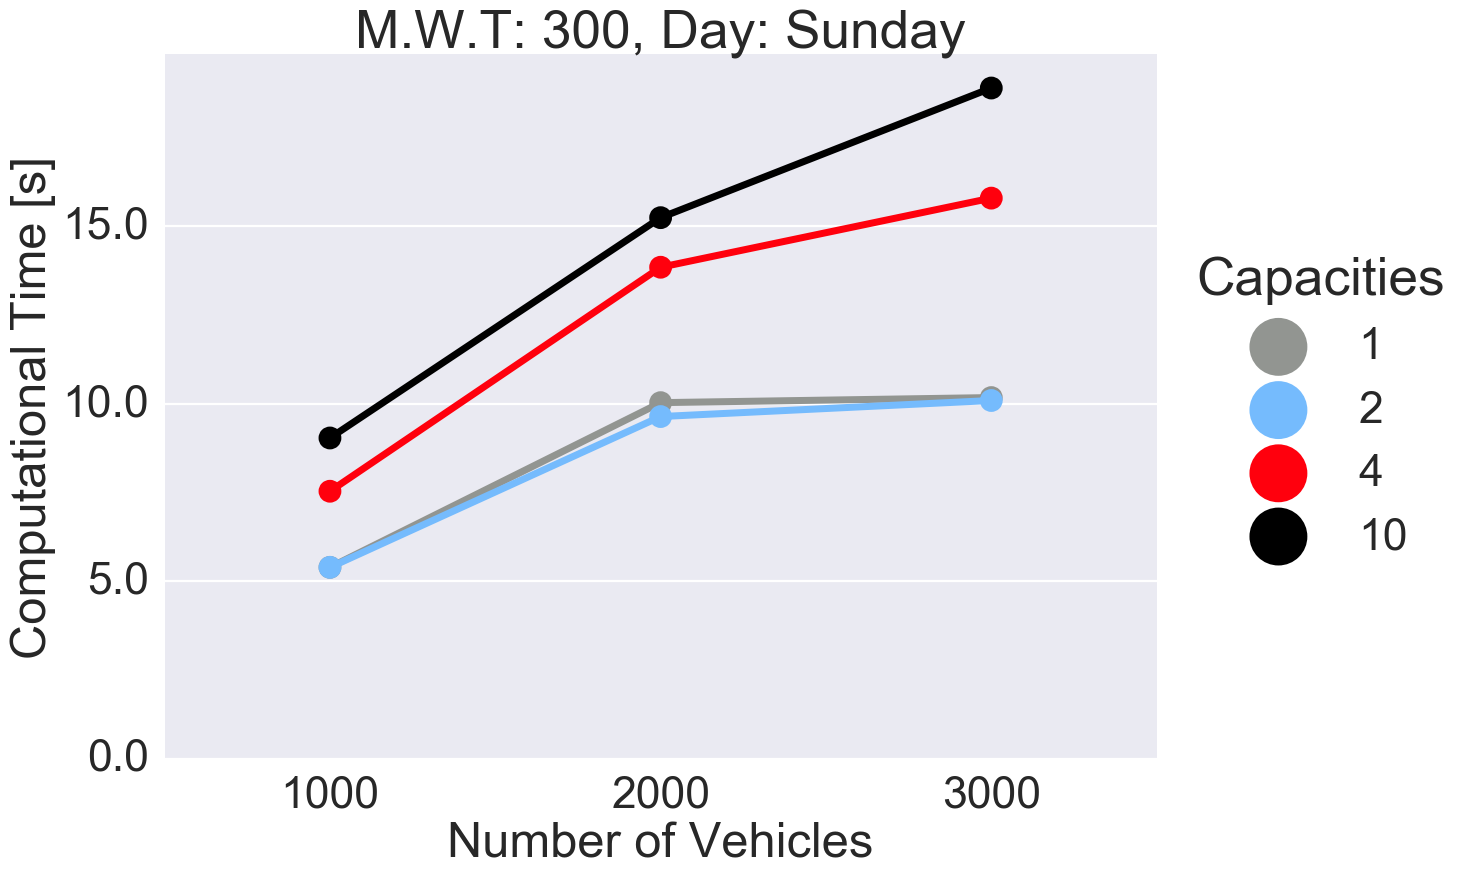 M.W.T: 300, Day: Sunday
Computational Time [s]
15.0
10.0
5.0
0.0
1000 2000 3000
Number of Vehicles
Capacities
1
2
4
10